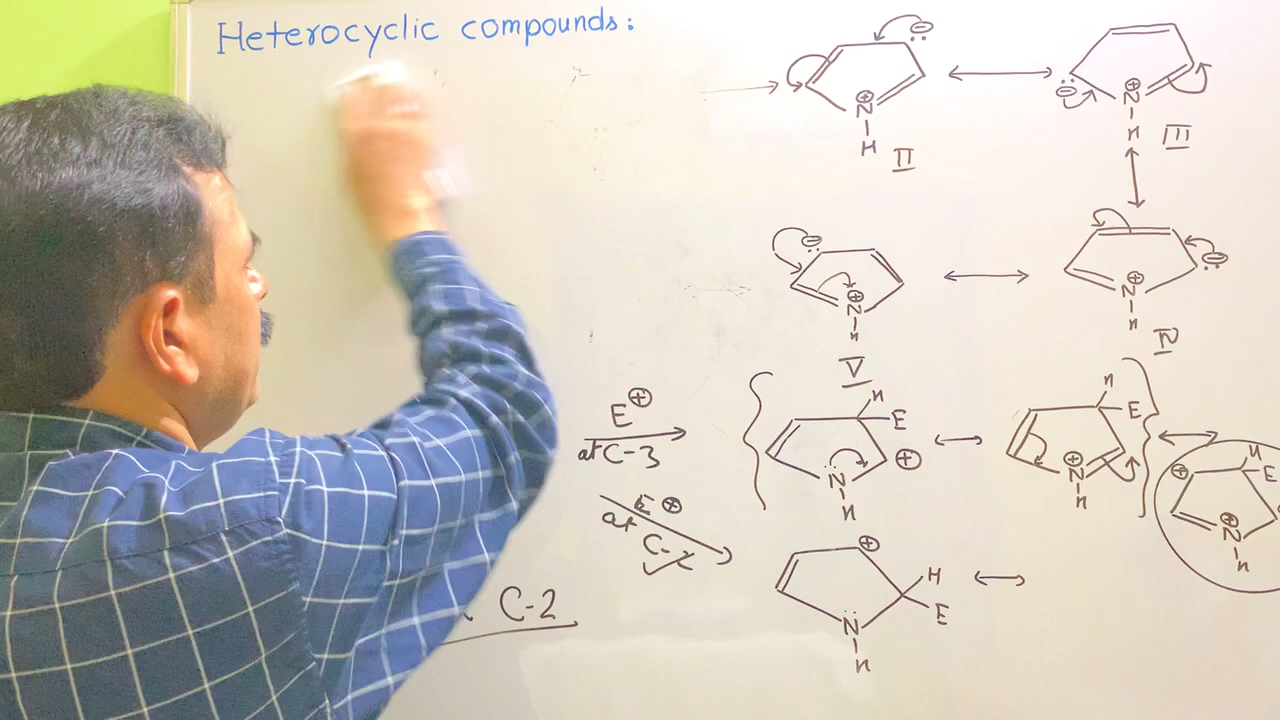 Heterocyclic compounds:
⊖
⊕
N
H
II
⊖
⊕
N
H
III
⊖
⊕
N
H
V
⊖
⊕
N
H
IV
E⊕
at C-3
H
E
⊕
N
H
H
E
⊕
N
H
H
E
⊕
⊕
N
H
E⊕
at
C-2
⊕
H
E
N
H
C-2